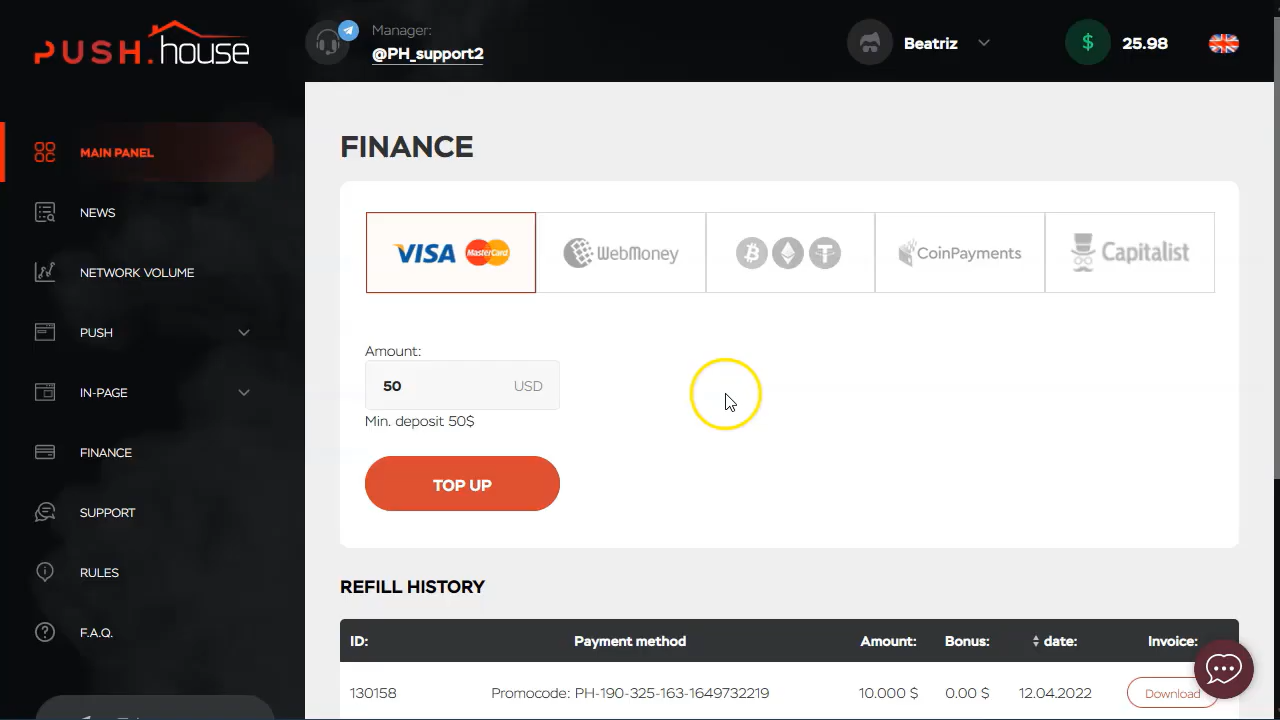 PUSH.house
Manager:
@PH_support2
Beatriz
$
25.98
MAIN PANEL
NEWS
NETWORK VOLUME
PUSH
IN-PAGE
FINANCE
SUPPORT
RULES
F.A.Q.
FINANCE
VISA MasterCard
WebMoney
CoinPayments
Capitalist
Amount:
50 USD
Min. deposit 50$
TOP UP
REFILL HISTORY
ID: Payment method Amount: Bonus: date: Invoice:
130158 Promocode: PH-190-325-163-1649732219 10.000 $ 0.00 $ 12.04.2022 Download